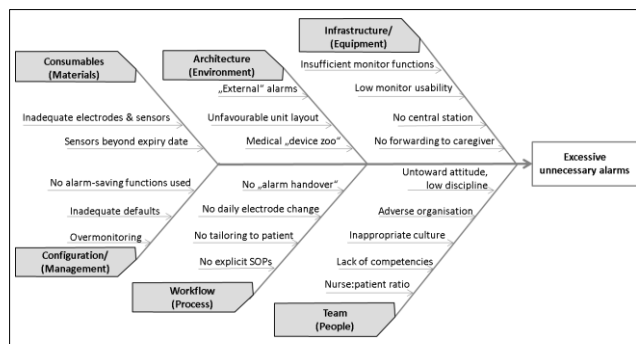 Consumables
(Materials)
Inadequate electrodes & sensors
Sensors beyond expiry date
Architecture
(Environment)
„External“ alarms
Unfavourable unit layout
Medical „device zoo“
Infrastructure/
(Equipment)
Insufficient monitor functions
Low monitor usability
No central station
No forwarding to caregiver
Excessive
unnecessary alarms
No alarm-saving functions used
Inadequate defaults
Overmonitoring
Configuration/
(Management)
No „alarm handover“
No daily electrode change
No tailoring to patient
No explicit SOPs
Workflow
(Process)
Untoward attitude,
low discipline
Adverse organisation
Inappropriate culture
Lack of competencies
Nurse:patient ratio
Team
(People)